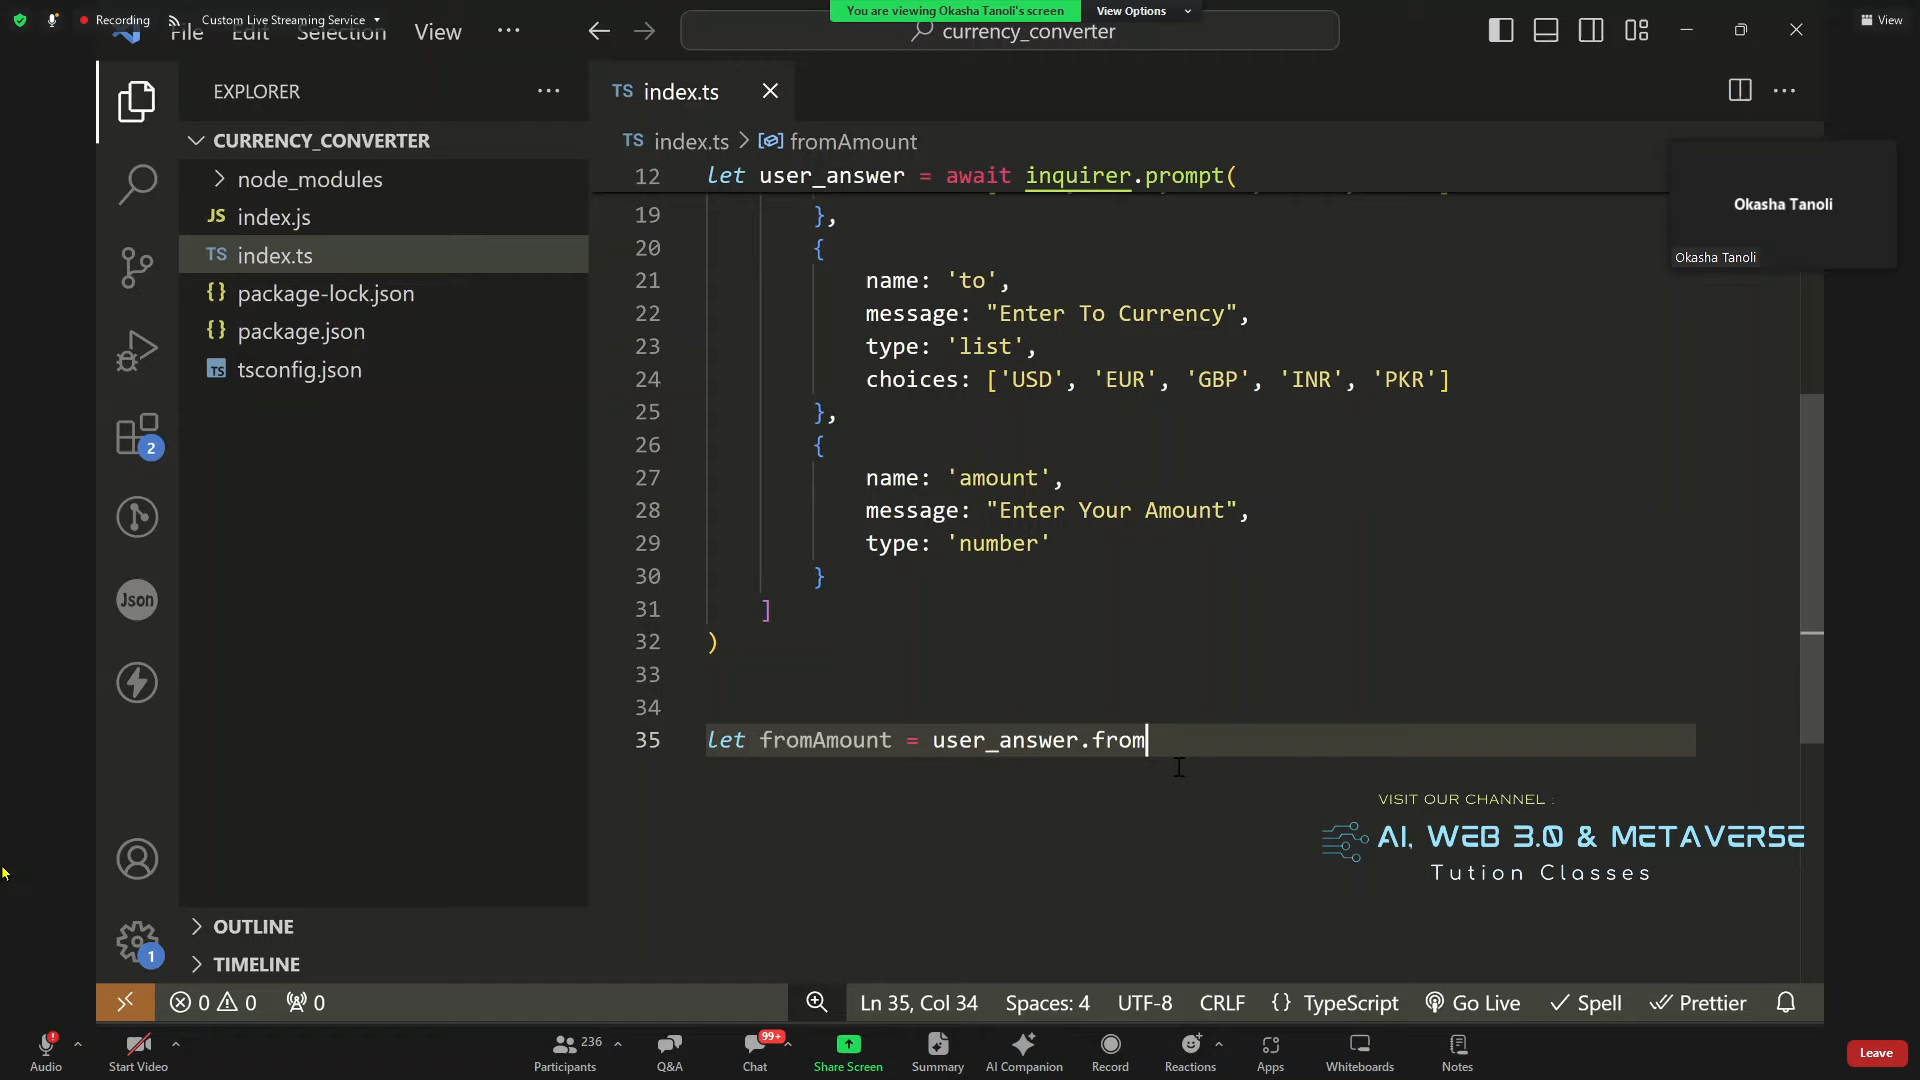 Recording
Custom Live Streaming Service
You are viewing Okasha Tanoli's screen
View Options
View
File Edit Selection View ...
currency_converter
EXPLORER
TS index.ts
CURRENCY_CONVERTER
node_modules
JS index.js
TS index.ts
{} package-lock.json
{} package.json
TS tsconfig.json
OUTLINE
TIMELINE
Json
2
1
TS index.ts > fromAmount
12 let user_answer = await inquirer.prompt(
19 },
20 {
21 name: 'to',
22 message: "Enter To Currency",
23 type: 'list',
24 choices: ['USD', 'EUR', 'GBP', 'INR', 'PKR']
25 },
26 {
27 name: 'amount',
28 message: "Enter Your Amount",
29 type: 'number'
30 }
31 ]
32 )
33
34
35 let fromAmount = user_answer.from
Okasha Tanoli
Okasha Tanoli
VISIT OUR CHANNEL :
AI, WEB 3.0 & METAVERSE
Tution Classes
0 0 0
Ln 35, Col 34 Spaces: 4 UTF-8 CRLF {} TypeScript Go Live Spell Prettier
Audio
Start Video
236
Participants
Q&A
99+
Chat
Share Screen
Summary
AI Companion
Record
Reactions
Apps
Whiteboards
Notes
Leave